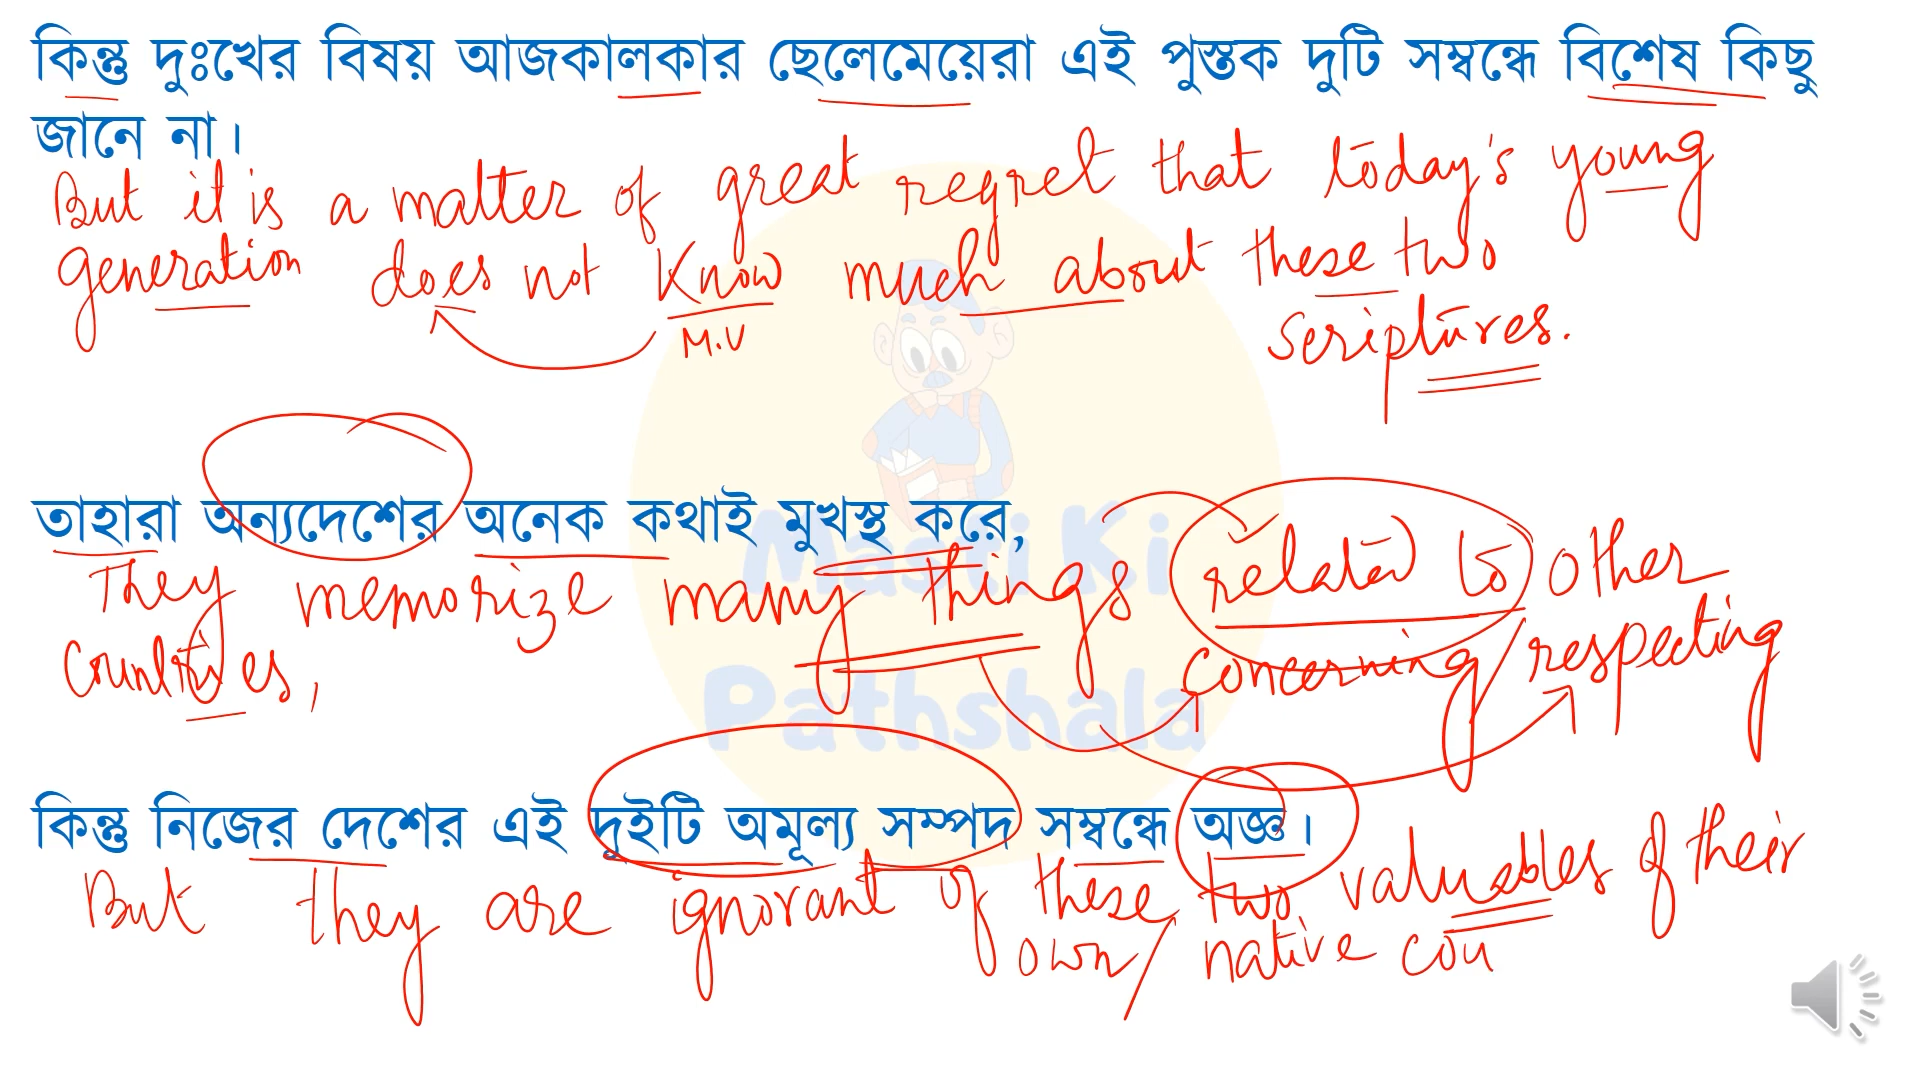 কিন্তু দুঃখের বিষয় আজকালকার ছেলেমেয়েরা এই পুস্তক দুটি সম্বন্ধে বিশেষ কিছু
জানে না।
But it is a matter of great regret that today's young
generation does not know much about these two
M.V
scriptures.
তাহারা অন্যদেশের অনেক কথাই মুখস্থ করে,
They memorize many things related to other
countries,
concerning/respecting
Masti Ki
Pathshala
কিন্তু নিজের দেশের এই দুইটি অমূল্য সম্পদ সম্বন্ধে অজ্ঞ।
But they are ignorant of these two valuables of their
own/native cou